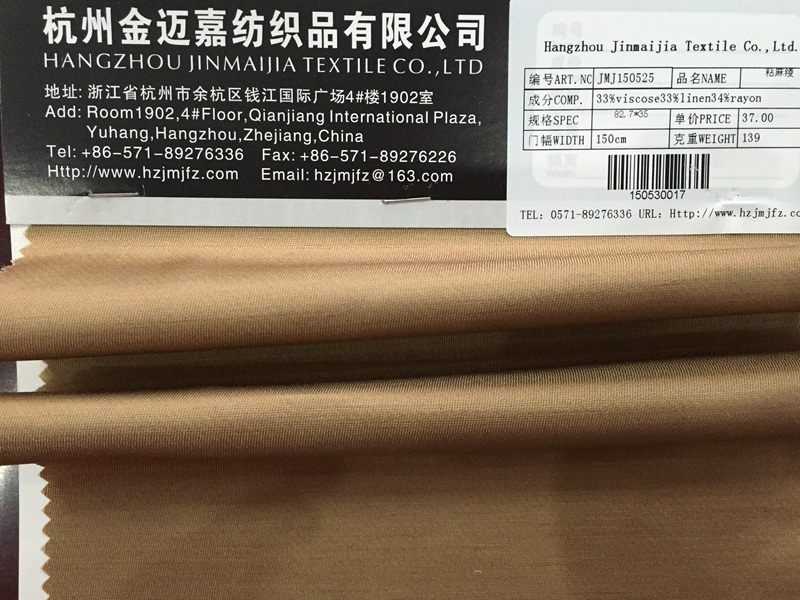 杭州金迈嘉纺织品有限公司
HANGZHOU JINMAIJIA TEXTILE CO.,LTD
地址: 浙江省杭州市余杭区钱江国际广场4#楼1902室
Add: Room1902,4#Floor,Qianjiang International Plaza,
Yuhang,Hangzhou,Zhejiang,China
Tel: +86-571-89276336 Fax: +86-571-89276226
Http://www.hzjmjfz.com Email: hzjmjfz@163.com
Hangzhou Jinmaijia Textile Co.,Ltd.
编号ART.NC JMJ150525 品名NAME 粘麻绫
成分COMP. 33%viscose33%linen34%rayon
规格SPEC 82.7*35 单价PRICE 37.00
门幅WIDTH 150cm 克重WEIGHT 139
150530017
TEL: 0571-89276336 URL: Http://www.hzjmjfz.co